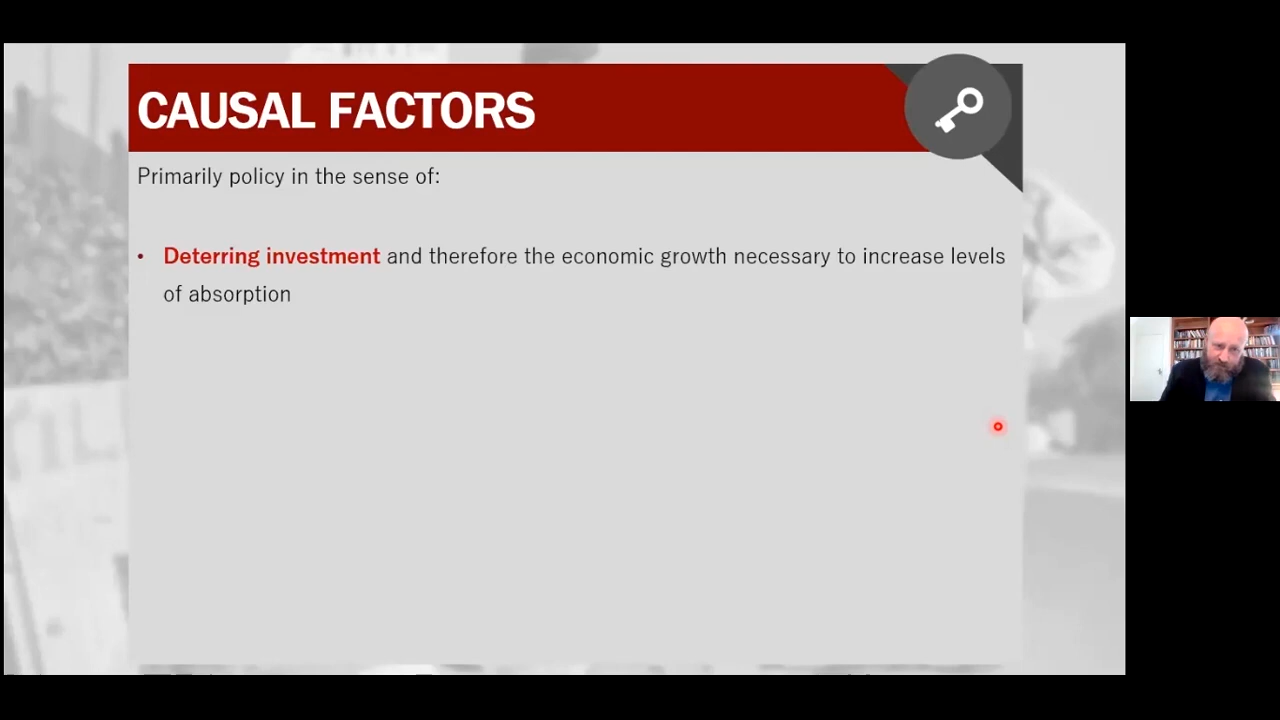 CAUSAL FACTORS
Primarily policy in the sense of:
• Deterring investment and therefore the economic growth necessary to increase levels
of absorption